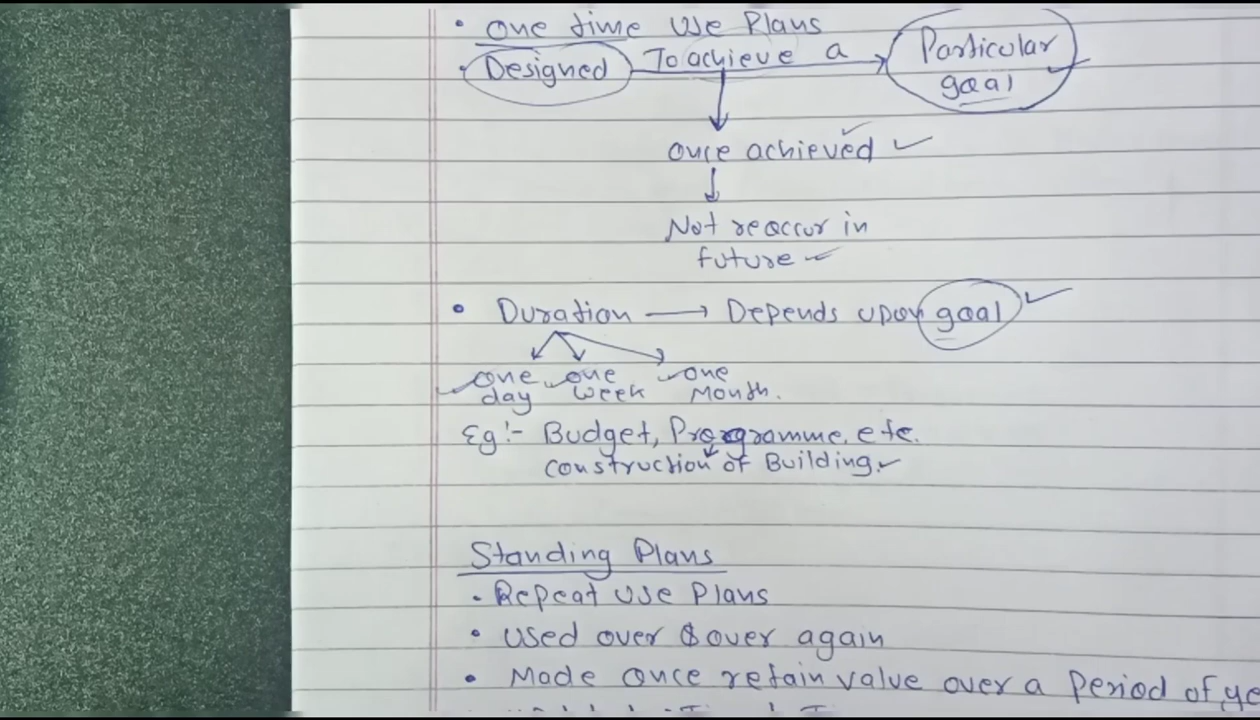 • One time Use Plans
• Designed To achieve a → Particular goal
once achieved
Not reoccur in
future
• Duration → Depends upon goal
one day one week one Month.
Eg:- Budget, Programme, etc.
construction of Building.
Standing Plans
• Repeat Use Plans
• Used over & over again
• Made once retain value over a Period of